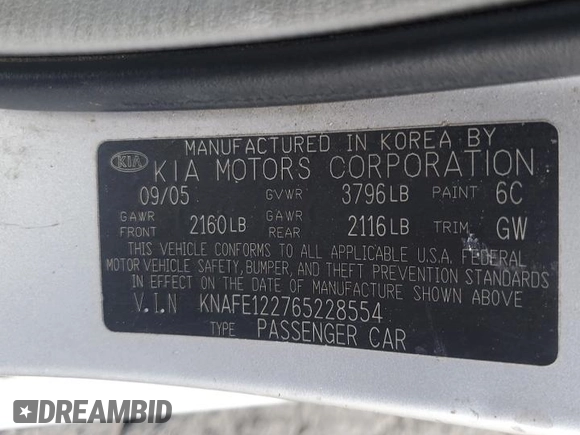 MANUFACTURED IN KOREA BY
KIA KIA MOTORS CORPORATION
09/05 GVWR 3796LB PAINT 6C
GAWR FRONT 2160LB GAWR REAR 2116LB TRIM GW
THIS VEHICLE CONFORMS TO ALL APPLICABLE U.S.A. FEDERAL
MOTOR VEHICLE SAFETY, BUMPER, AND THEFT PREVENTION STANDARDS
IN EFFECT ON THE DATE OF MANUFACTURE SHOWN ABOVE
V.I.N KNAFE122765228554
TYPE PASSENGER CAR
DREAMBID